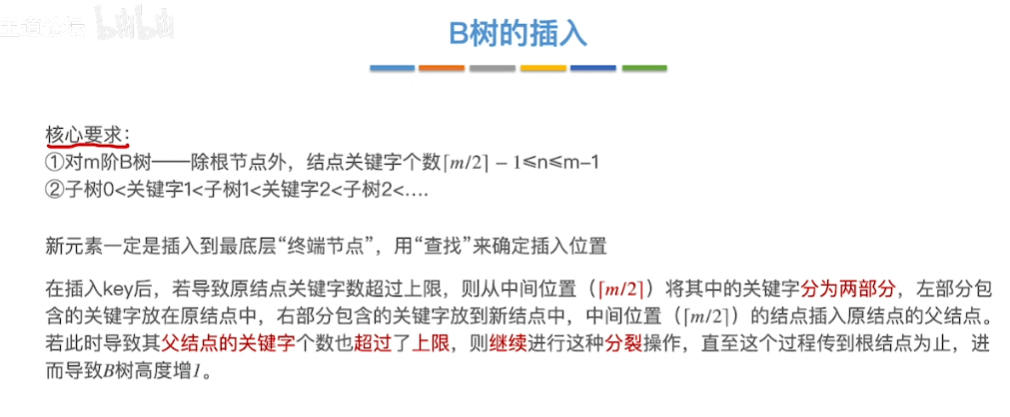 王道论坛 bilibili
B树的插入
核心要求：
①对m阶B树——除根节点外，结点关键字个数⌈m/2⌉ − 1≤n≤m−1
②子树0<关键字1<子树1<关键字2<子树2<….
新元素一定是插入到最底层“终端节点”，用“查找”来确定插入位置
在插入key后，若导致原结点关键字数超过上限，则从中间位置（⌈m/2⌉）将其中的关键字分为两部分，左部分包
含的关键字放在原结点中，右部分包含的关键字放到新结点中，中间位置（⌈m/2⌉）的结点插入原结点的父结点。
若此时导致其父结点的关键字个数也超过了上限，则继续进行这种分裂操作，直至这个过程传到根结点为止，进
而导致B树高度增1。